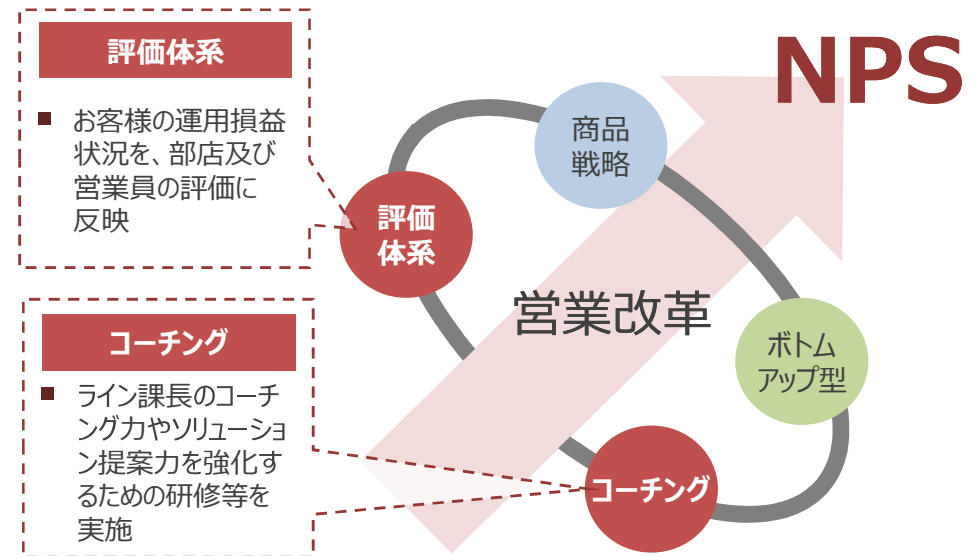 評価体系
■ お客様の運用損益
状況を、部店及び
営業員の評価に
反映
コーチング
■ ライン課長のコーチ
ング力やソリューショ
ン提案力を強化す
るための研修等を
実施
NPS
商品
戦略
評価
体系
営業改革
ボトム
アップ型
コーチング